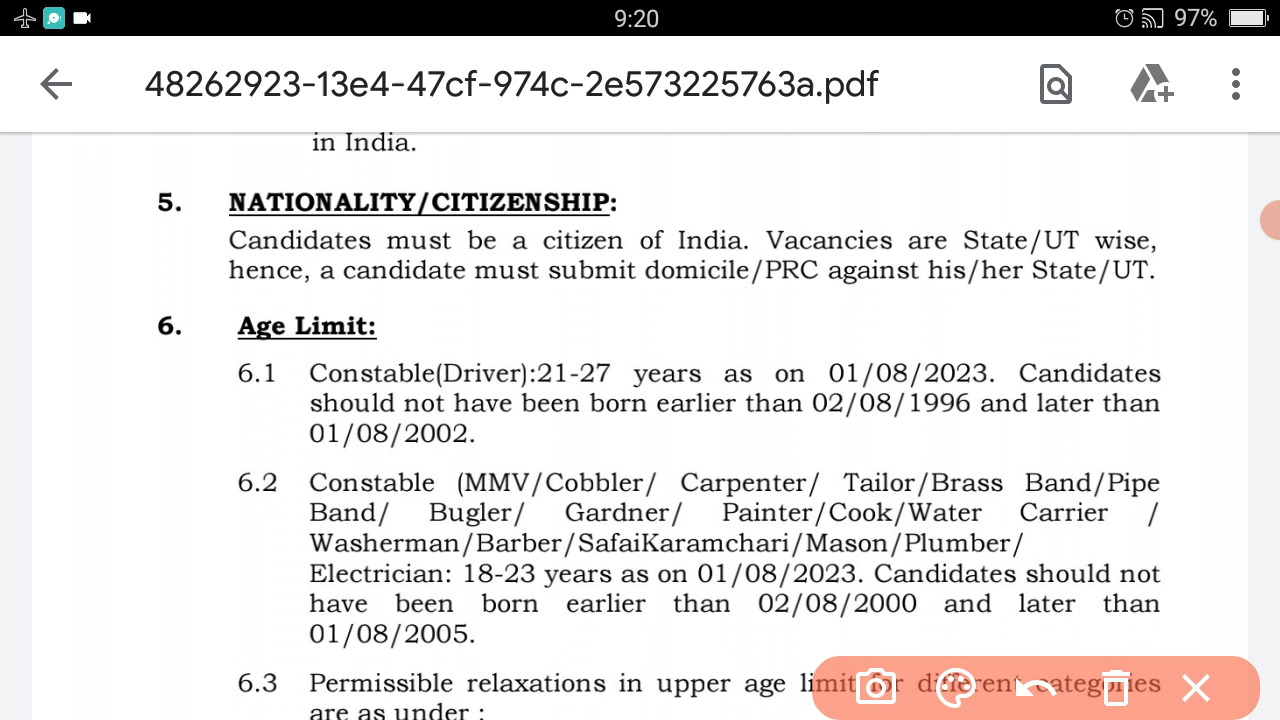 9:20
97%
48262923-13e4-47cf-974c-2e573225763a.pdf
in India.
5. NATIONALITY/CITIZENSHIP:
Candidates must be a citizen of India. Vacancies are State/UT wise,
hence, a candidate must submit domicile/PRC against his/her State/UT.
6. Age Limit:
6.1 Constable(Driver):21-27 years as on 01/08/2023. Candidates
should not have been born earlier than 02/08/1996 and later than
01/08/2002.
6.2 Constable (MMV/Cobbler/ Carpenter/ Tailor/Brass Band/Pipe
Band/ Bugler/ Gardner/ Painter/Cook/Water Carrier /
Washerman/Barber/SafaiKaramchari/Mason/Plumber/
Electrician: 18-23 years as on 01/08/2023. Candidates should not
have been born earlier than 02/08/2000 and later than
01/08/2005.
6.3 Permissible relaxations in upper age limit for different categories
are as under :